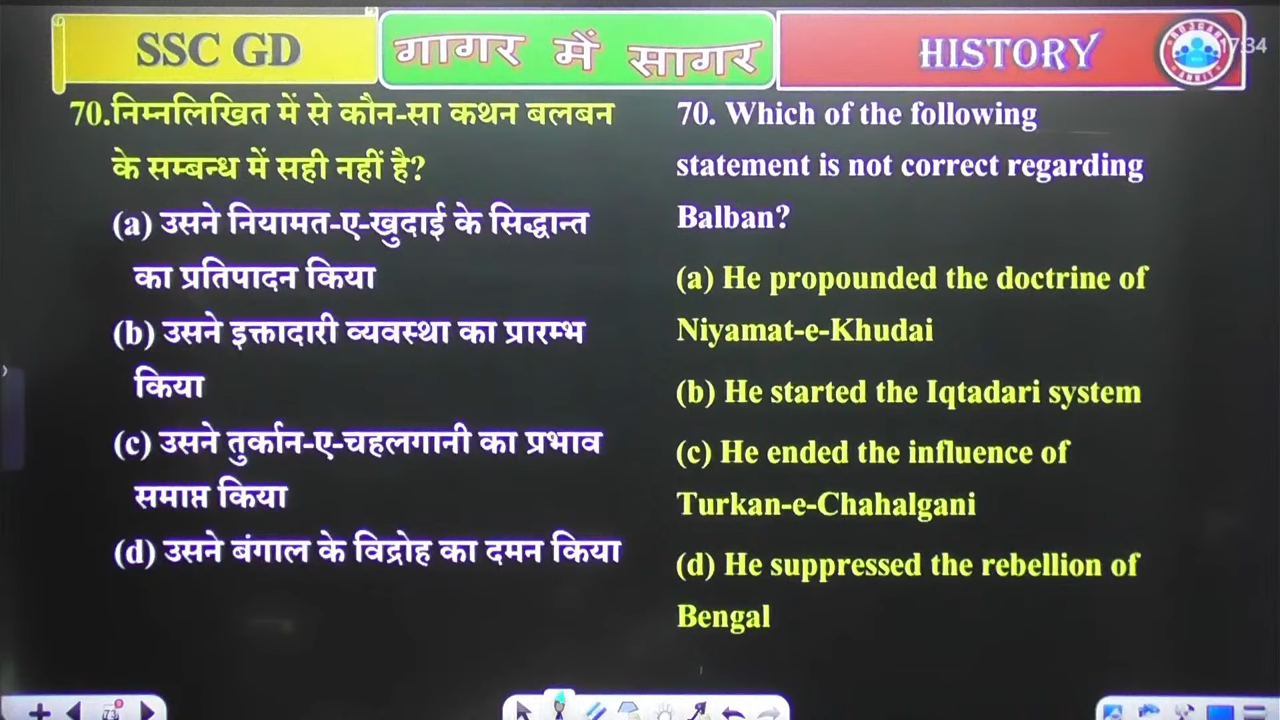 SSC GD
गागर में सागर
HISTORY
17:34
70.निम्नलिखित में से कौन-सा कथन बलबन
के सम्बन्ध में सही नहीं है?
(a) उसने नियामत-ए-खुदाई के सिद्धान्त
का प्रतिपादन किया
(b) उसने इक्तादारी व्यवस्था का प्रारम्भ
किया
(c) उसने तुर्कान-ए-चहलगानी का प्रभाव
समाप्त किया
(d) उसने बंगाल के विद्रोह का दमन किया
70. Which of the following
statement is not correct regarding
Balban?
(a) He propounded the doctrine of
Niyamat-e-Khudai
(b) He started the Iqtadari system
(c) He ended the influence of
Turkan-e-Chahalgani
(d) He suppressed the rebellion of
Bengal